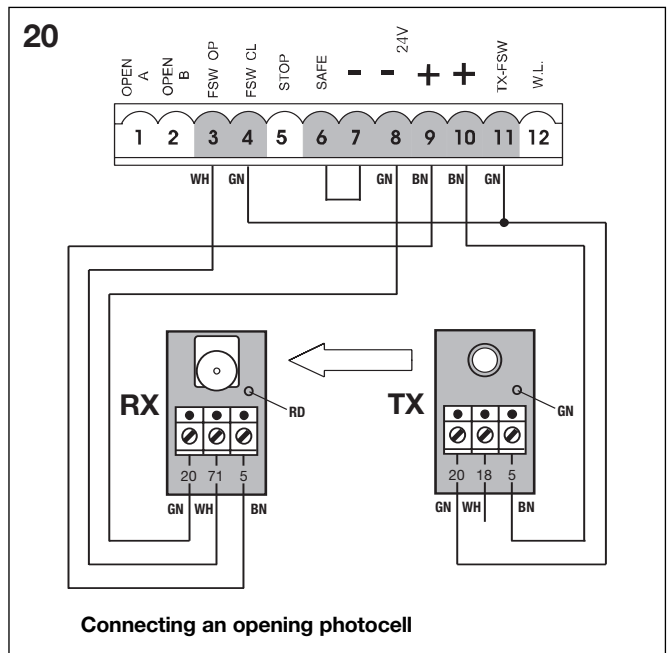 20
OPEN A
OPEN B
FSW OP
FSW CL
STOP
SAFE
-
-
24V
+
+
TX-FSW
W.L.
1 2 3 4 5 6 7 8 9 10 11 12
WH GN GN BN BN GN
RX
RD
20 71 5
GN WH BN
TX
GN
20 18 5
GN WH BN
Connecting an opening photocell